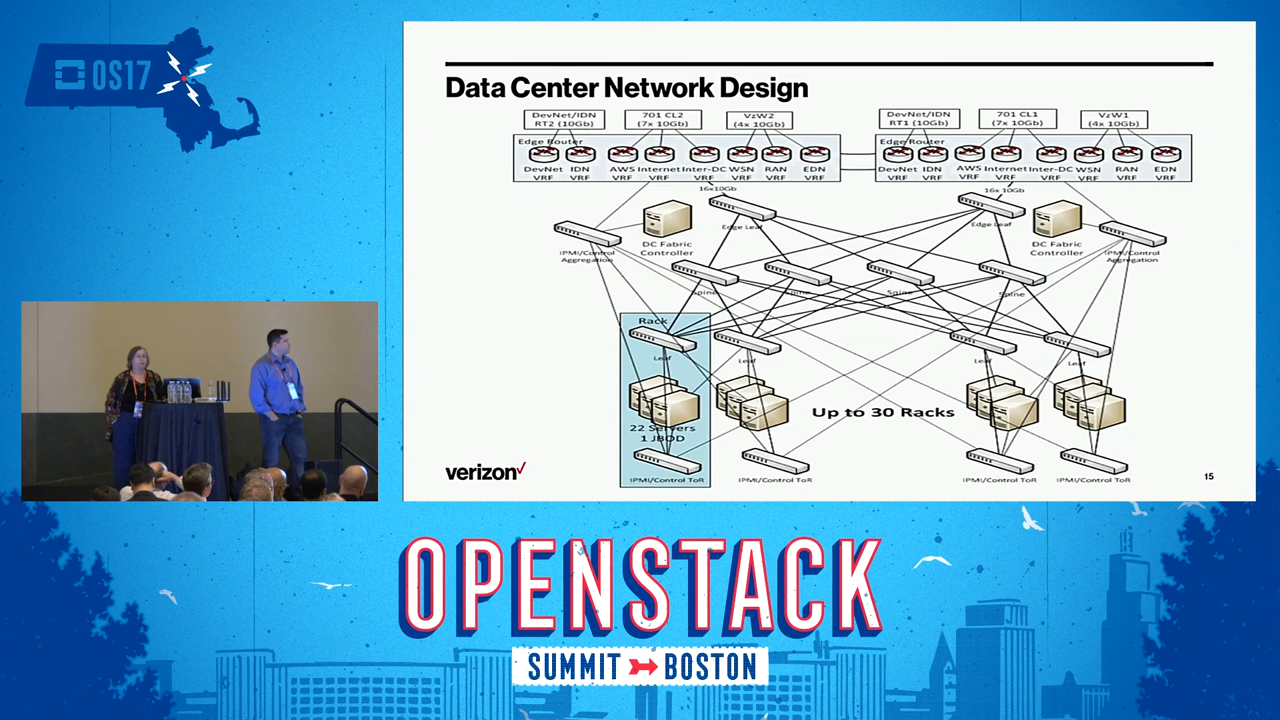 OS17
Data Center Network Design
DevNet/IDN
RT2 (10Gb)
701 CL2
(7x 10Gb)
VzW2
(4x 10Gb)
DevNet/IDN
RT1 (10Gb)
701 CL1
(7x 10Gb)
VzW1
(4x 10Gb)
Edge Router
Edge Router
DevNet
VRF
IDN
VRF
AWS
VRF
Internet
VRF
Inter-DC
VRF
WSN
VRF
RAN
VRF
EDN
VRF
DevNet
VRF
IDN
VRF
AWS
VRF
Internet
VRF
Inter-DC
VRF
WSN
VRF
RAN
VRF
EDN
VRF
16x10Gb
16x 10Gb
Edge Leaf
Edge Leaf
IPMI/Control
Aggregation
DC Fabric
Controller
DC Fabric
Controller
IPMI/Control
Aggregation
Spine
Spine
Spine
Spine
Rack
Leaf
Leaf
Leaf
Leaf
Up to 30 Racks
22 Servers
1 JBOD
IPMI/Control ToR
IPMI/Control ToR
IPMI/Control ToR
IPMI/Control ToR
verizon✓
15
OPENSTACK
SUMMIT BOSTON